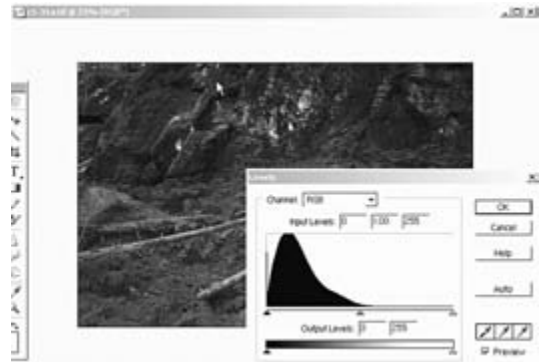 Levels
Channel: RGB
OK
Input Levels: 0 1.00 255
Cancel
Help
Auto
Output Levels: 0 255
Preview